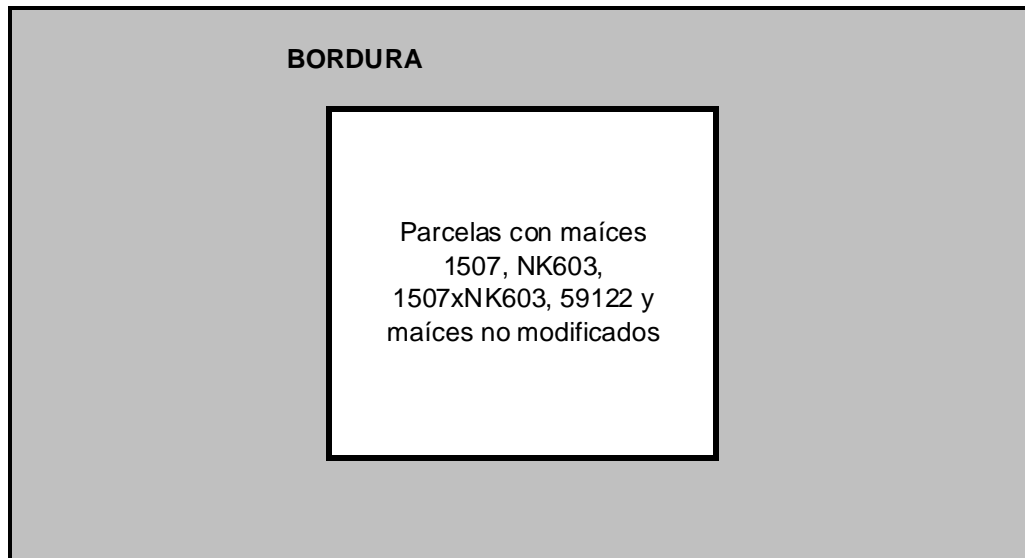 BORDURA
Parcelas con maíces
1507, NK603,
1507xNK603, 59122 y
maíces no modificados